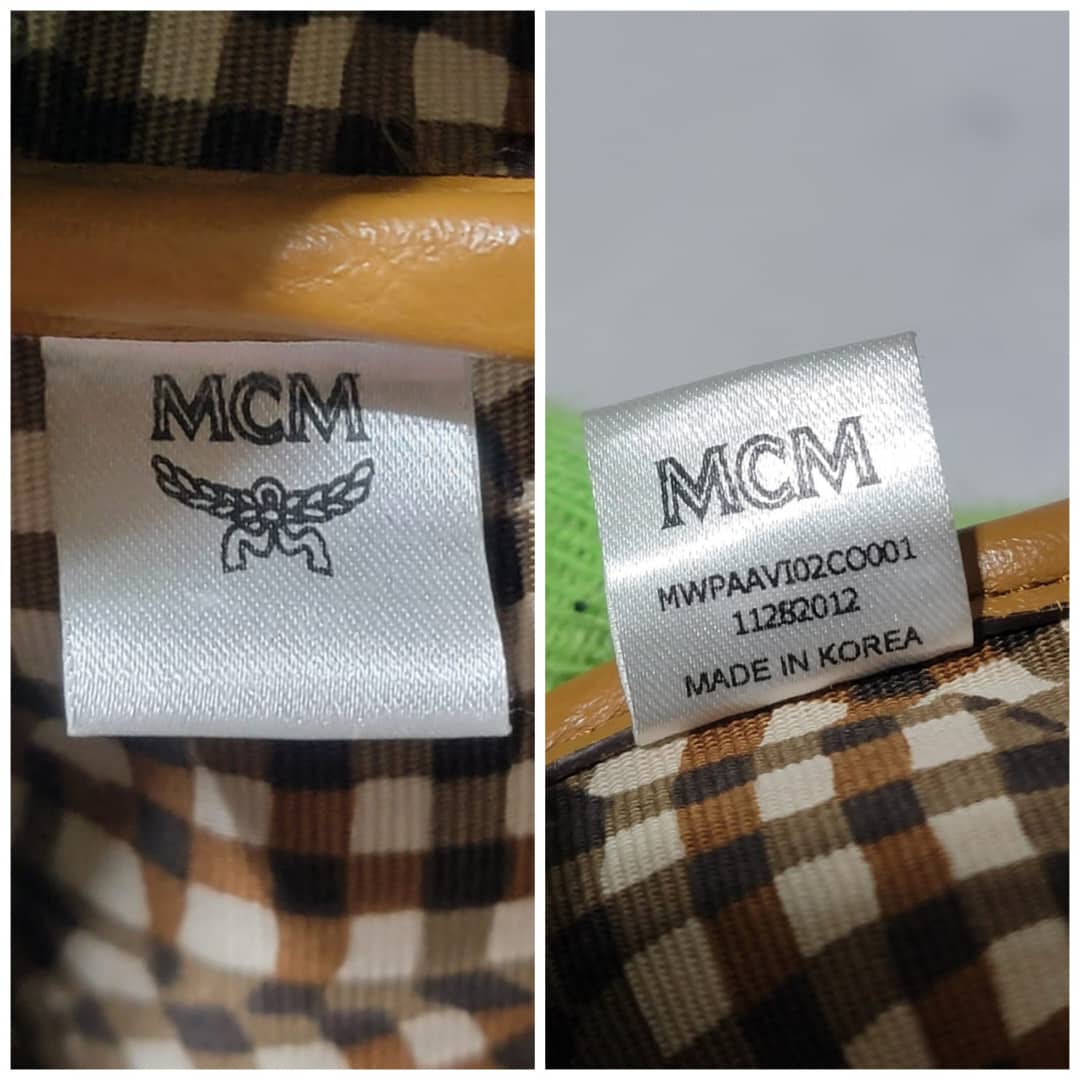 MCM
MCM
MWPAAVI02CO001
11282012
MADE IN KOREA